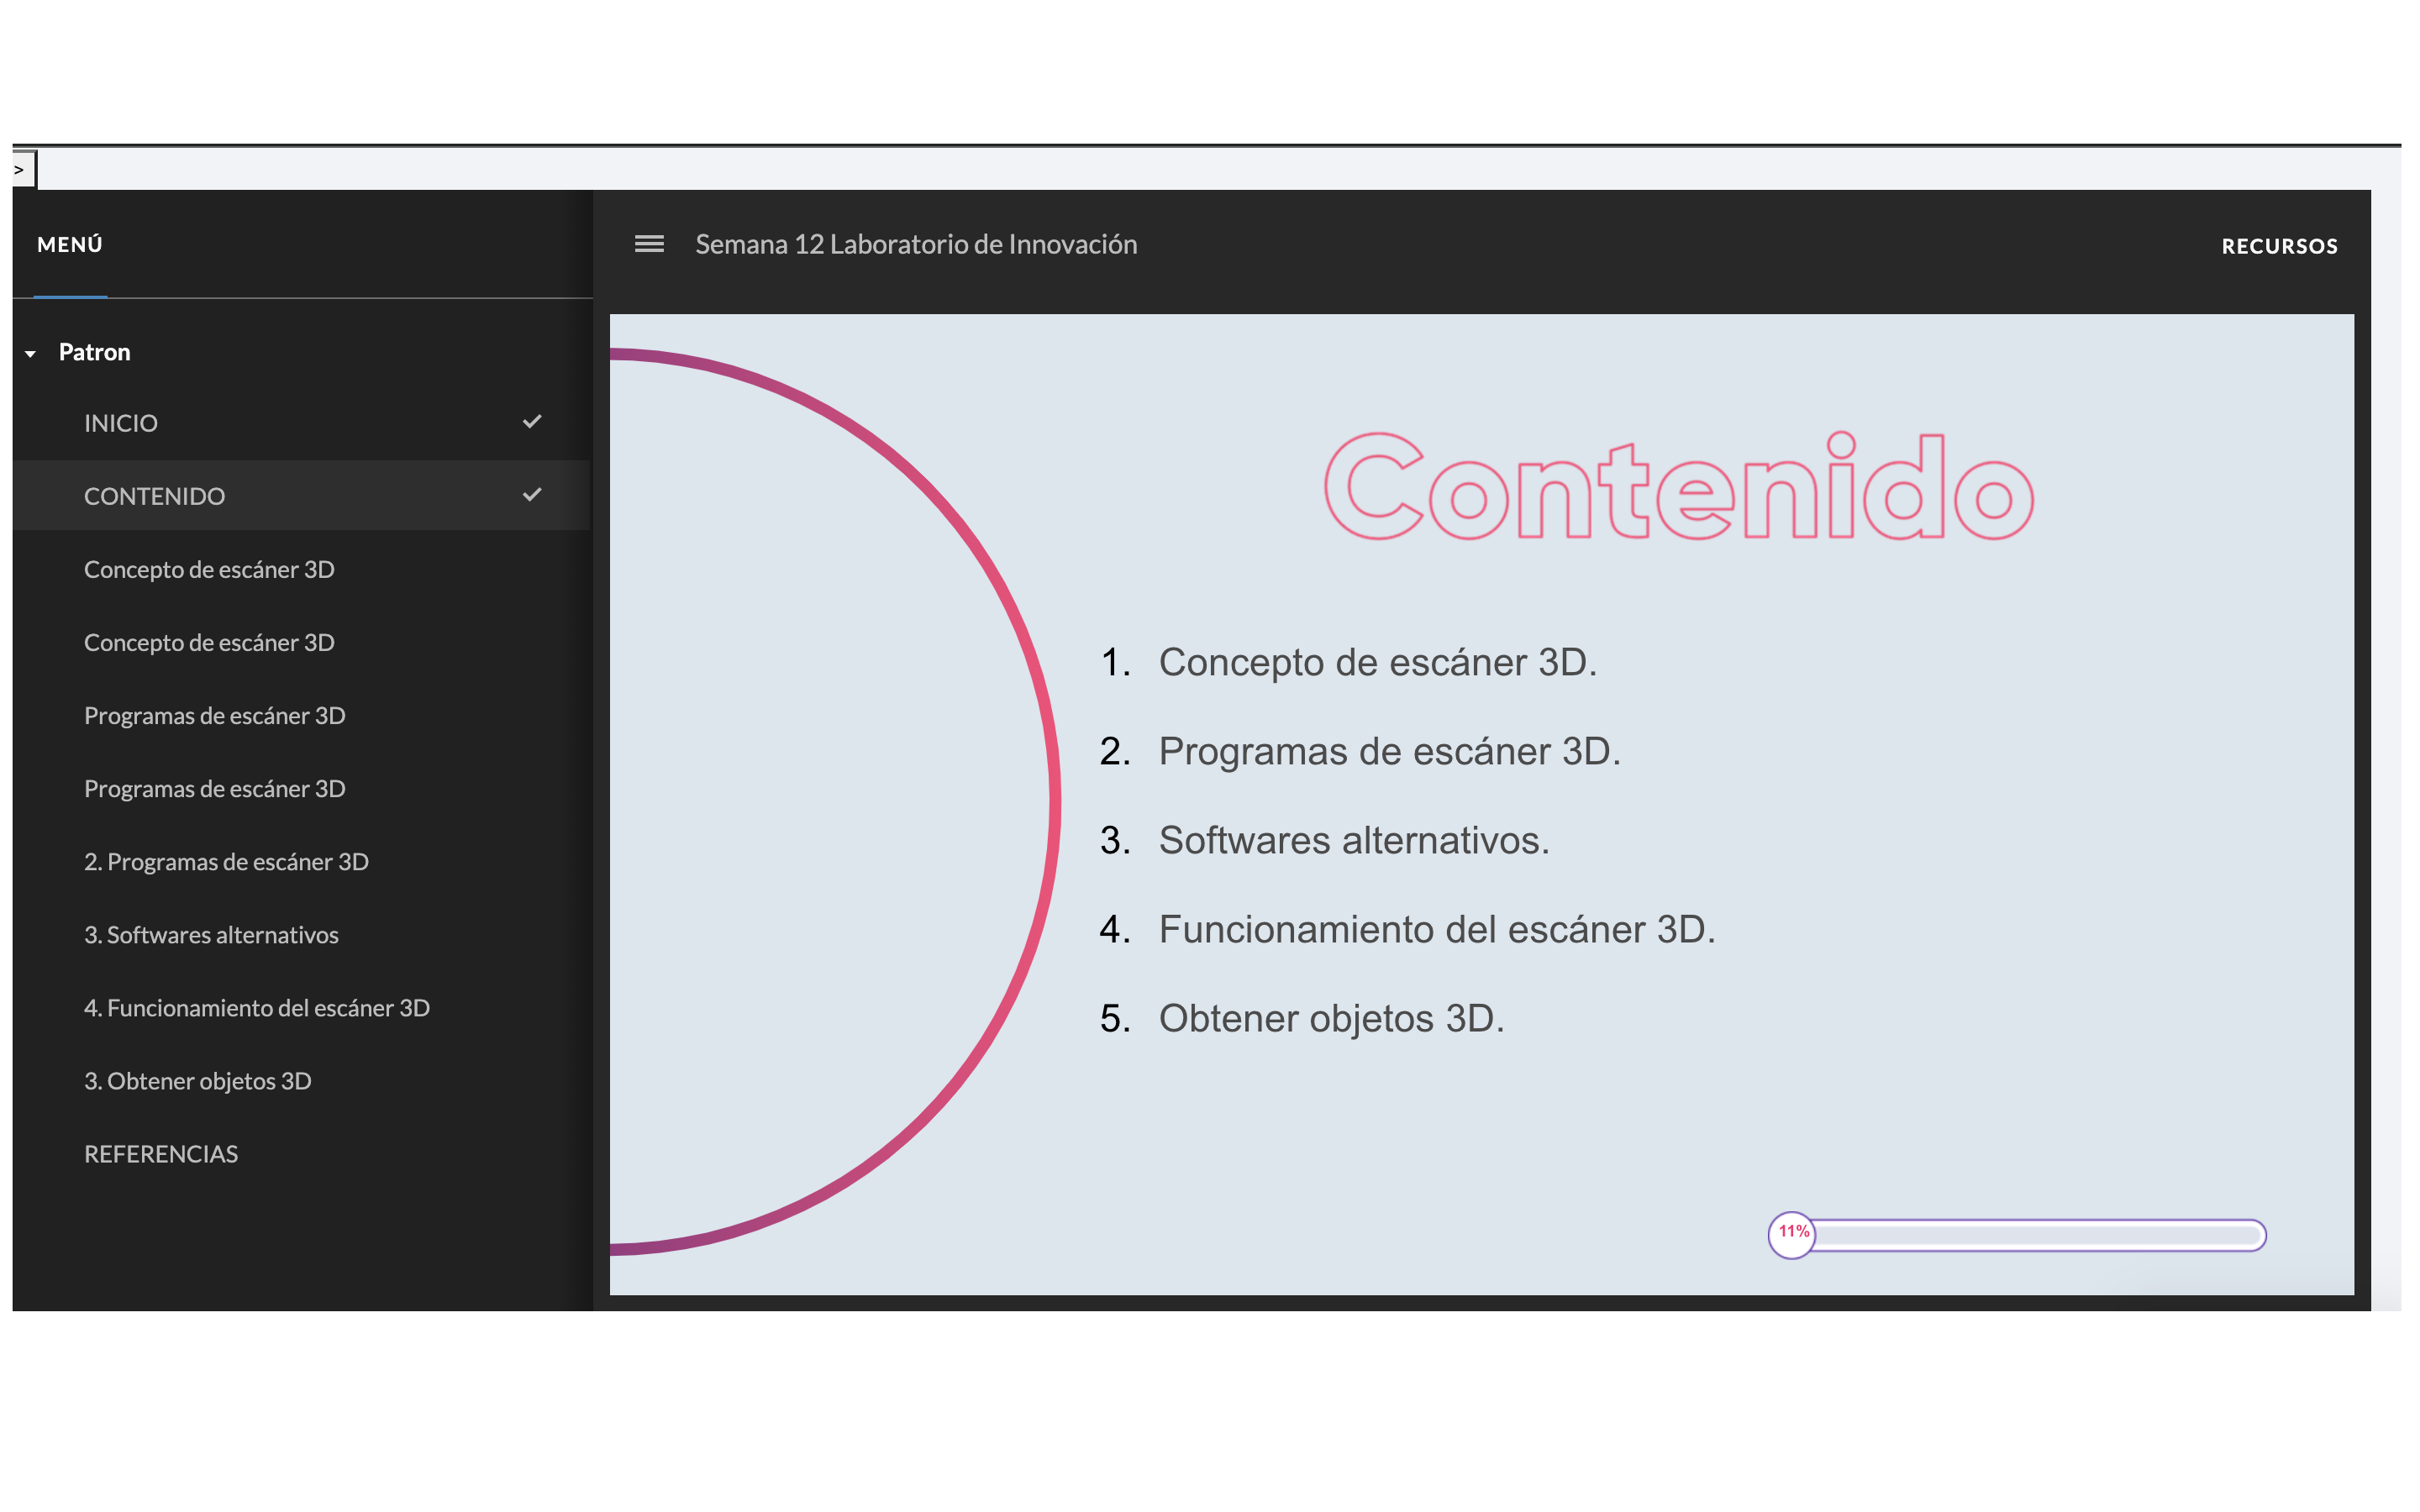 >
MENÚ
Patron
INICIO
CONTENIDO
Concepto de escáner 3D
Concepto de escáner 3D
Programas de escáner 3D
Programas de escáner 3D
2. Programas de escáner 3D
3. Softwares alternativos
4. Funcionamiento del escáner 3D
3. Obtener objetos 3D
REFERENCIAS
Semana 12 Laboratorio de Innovación
RECURSOS
Contenido
1. Concepto de escáner 3D.
2. Programas de escáner 3D.
3. Softwares alternativos.
4. Funcionamiento del escáner 3D.
5. Obtener objetos 3D.
11%